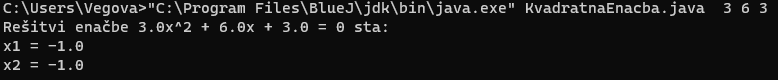 C:\Users\Vegova>"C:\Program Files\BlueJ\jdk\bin\java.exe" KvadratnaEnacba.java  3 6 3
Rešitvi enačbe 3.0x^2 + 6.0x + 3.0 = 0 sta:
x1 = -1.0
x2 = -1.0